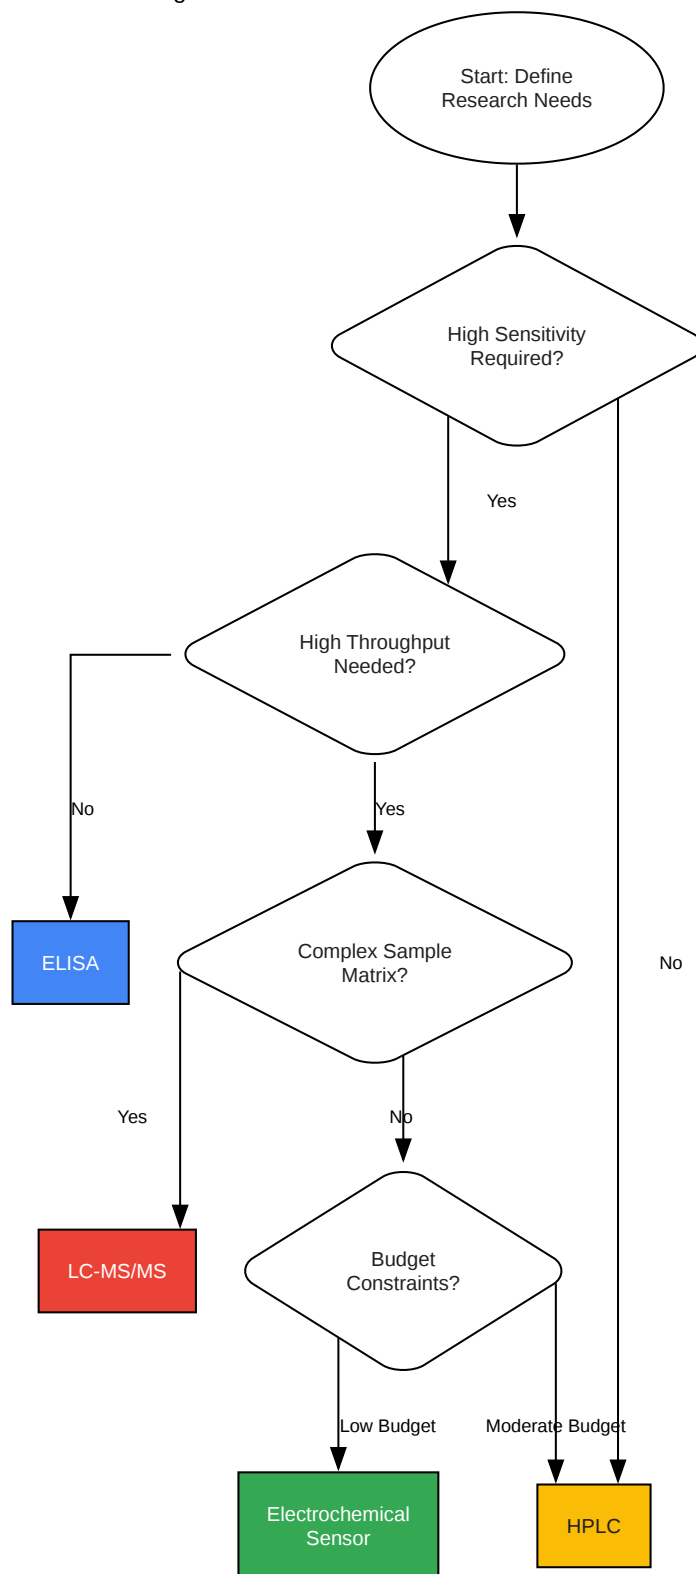 Start: Define
Research Needs
High Sensitivity
Required?
Yes
High Throughput
Needed?
No
Yes
ELISA
Complex Sample
Matrix?
No
Yes
No
LC-MS/MS
Budget
Constraints?
Low Budget
Moderate Budget
Electrochemical
Sensor
HPLC